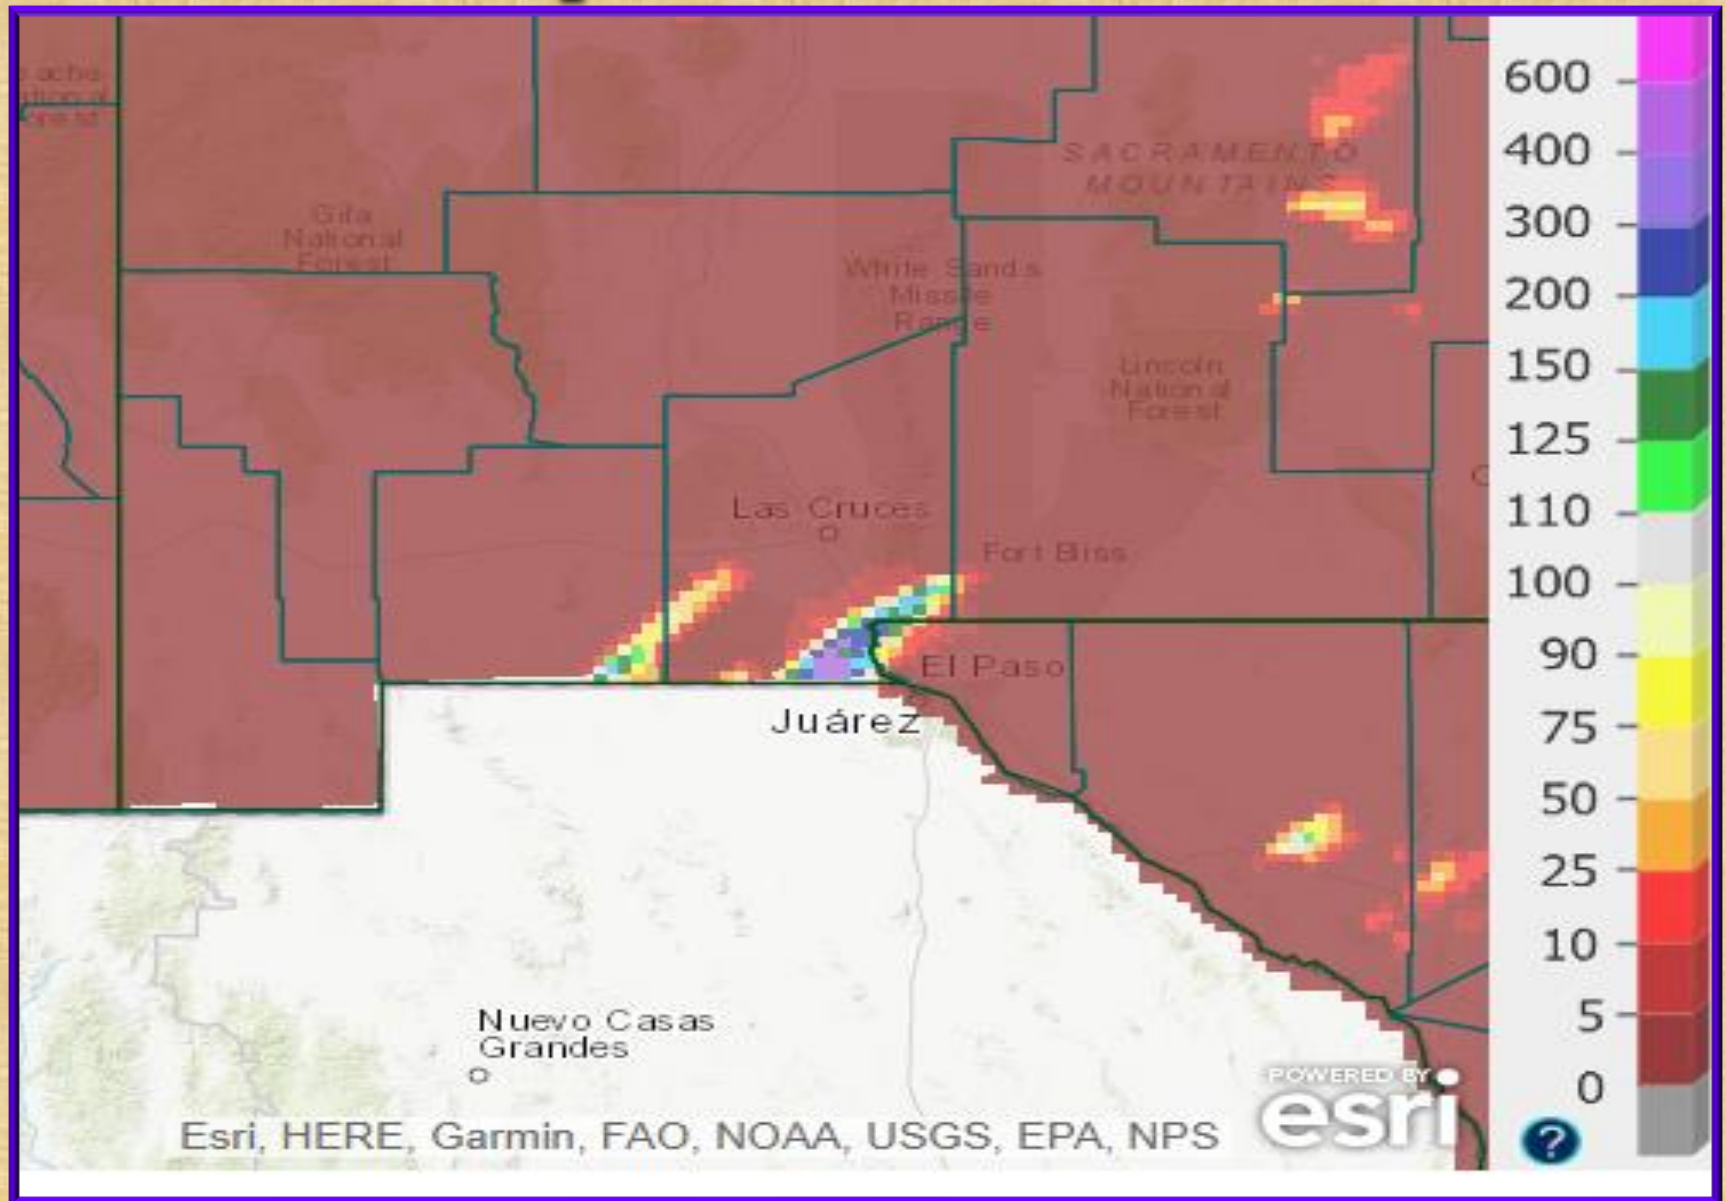 600
SACRAMENTO
MOUNTAINS
400
Gila
National
Forest
300
White Sands
Missile
Range
200
Lincoln
National
Forest
150
125
Las Cruces
110
Fort Bliss
100
El Paso
90
Juárez
75
50
25
10
Nuevo Casas
Grandes
5
0
POWERED BY
esri
Esri, HERE, Garmin, FAO, NOAA, USGS, EPA, NPS
?